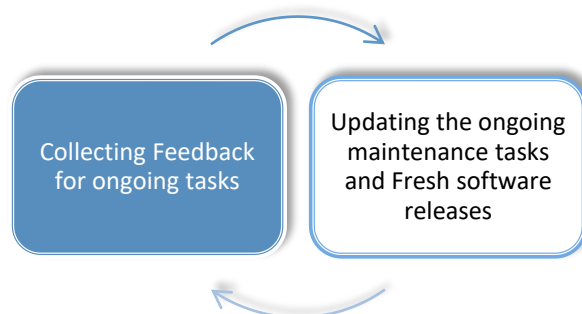 Collecting Feedback
for ongoing tasks
Updating the ongoing
maintenance tasks
and Fresh software
releases